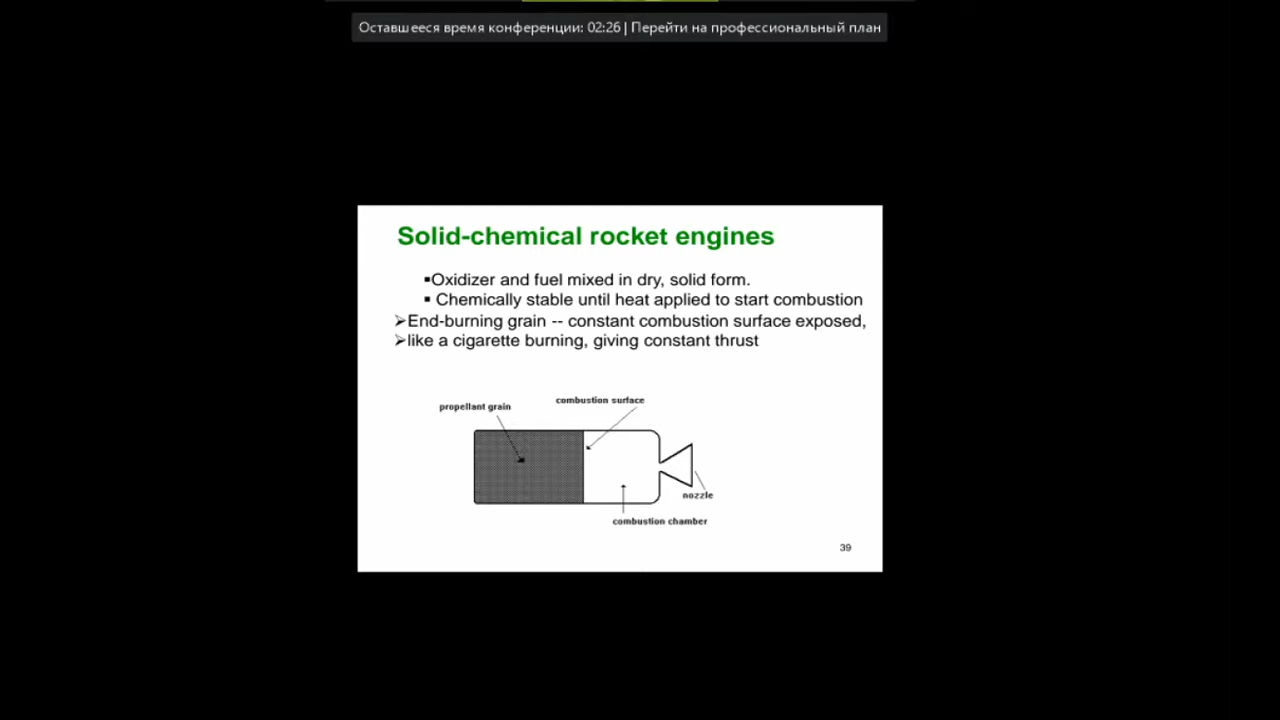 Оставшееся время конференции: 02:26 | Перейти на профессиональный план
Solid-chemical rocket engines
▪Oxidizer and fuel mixed in dry, solid form.
▪ Chemically stable until heat applied to start combustion
➢End-burning grain -- constant combustion surface exposed,
➢like a cigarette burning, giving constant thrust
combustion surface
propellant grain
nozzle
combustion chamber
39